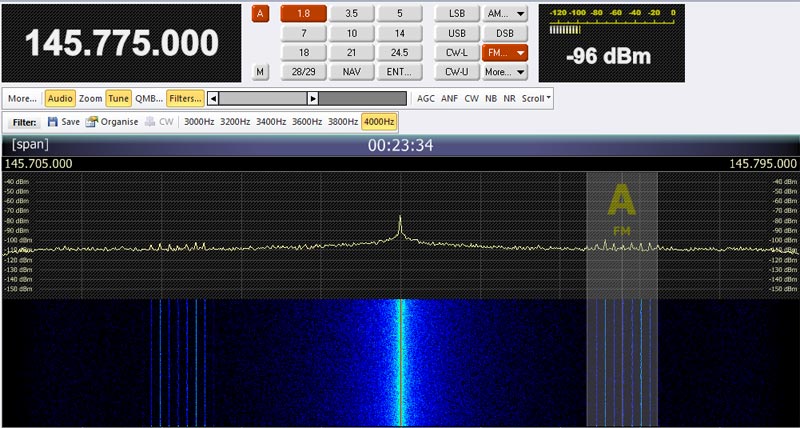 145.775.000
A 1.8 3.5 5 LSB AM...
7 10 14 USB DSB
18 21 24.5 CW-L FM...
M 28/29 NAV ENT... CW-U More...
-120 -100 -80 -60 -40 -20 0
-96 dBm
More... Audio Zoom Tune QMB... Filters... AGC ANF CW NB NR Scroll
Filter: Save Organise CW 3000Hz 3200Hz 3400Hz 3600Hz 3800Hz 4000Hz
[span] 00:23:34
145.705.000 145.795.000
-40 dBm -40 dBm
-50 dBm -50 dBm
-60 dBm -60 dBm
-70 dBm -70 dBm
-80 dBm -80 dBm
-90 dBm -90 dBm
-100 dBm -100 dBm
-110 dBm -110 dBm
-120 dBm -120 dBm
-130 dBm -130 dBm
-140 dBm -140 dBm
-150 dBm -150 dBm
A
FM